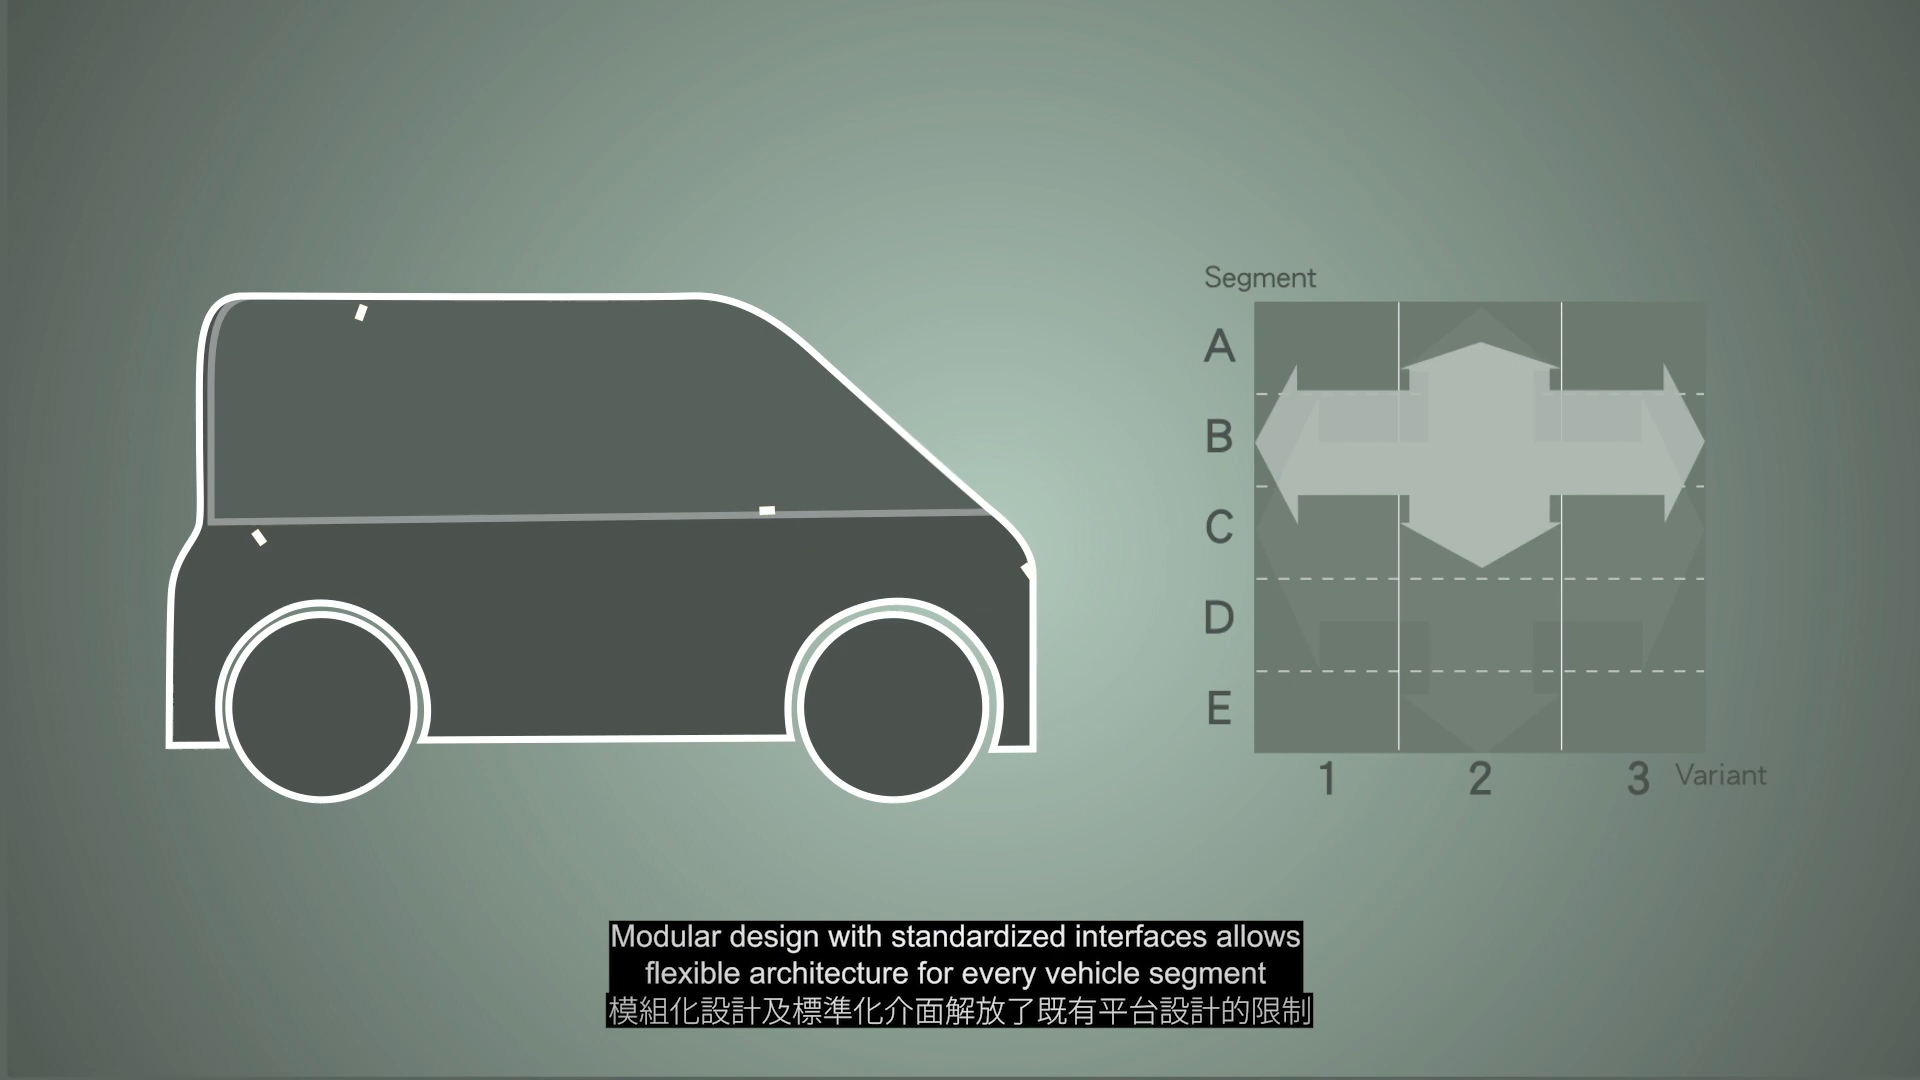 Segment
A
B
C
D
E
1 2 3 Variant
Modular design with standardized interfaces allows
flexible architecture for every vehicle segment
模組化設計及標準化介面解放了既有平台設計的限制